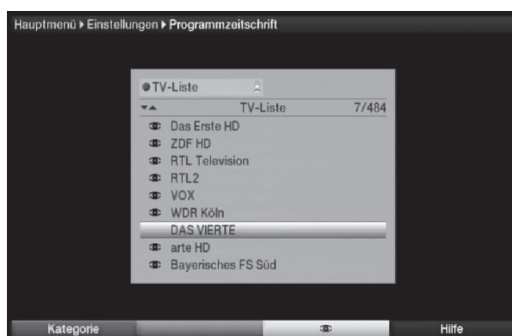 Hauptmenü ▸ Einstellungen ▸ Programmzeitschrift
TV-Liste
TV-Liste 7/484
Das Erste HD
ZDF HD
RTL Television
RTL2
VOX
WDR Köln
DAS VIERTE
arte HD
Bayerisches FS Süd
Kategorie Hilfe